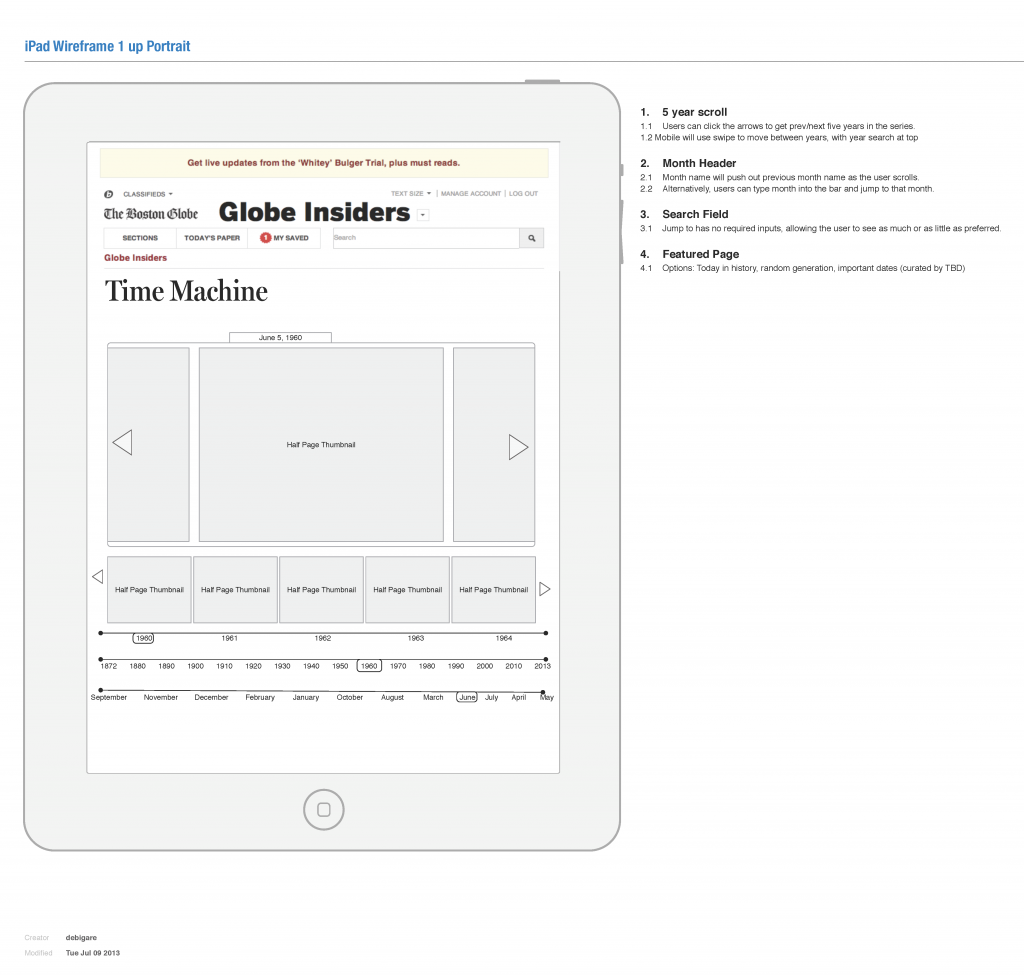 iPad Wireframe 1 up Portrait
Get live updates from the 'Whitey' Bulger Trial, plus must reads.
b CLASSIFIEDS TEXT SIZE | MANAGE ACCOUNT | LOG OUT
The Boston Globe Globe Insiders
SECTIONS TODAY'S PAPER 1 MY SAVED Search
Globe Insiders
Time Machine
June 5, 1960
Half Page Thumbnail
Half Page Thumbnail Half Page Thumbnail Half Page Thumbnail Half Page Thumbnail Half Page Thumbnail
1960 1961 1962 1963 1964
1872 1880 1890 1900 1910 1920 1930 1940 1950 1960 1970 1980 1990 2000 2010 2013
September November December February January October August March June July April May
1. 5 year scroll
1.1 Users can click the arrows to get prev/next five years in the series.
1.2 Mobile will use swipe to move between years, with year search at top
2. Month Header
2.1 Month name will push out previous month name as the user scrolls.
2.2 Alternatively, users can type month into the bar and jump to that month.
3. Search Field
3.1 Jump to has no required inputs, allowing the user to see as much or as little as preferred.
4. Featured Page
4.1 Options: Today in history, random generation, important dates (curated by TBD)
Creator debigare
Modified Tue Jul 09 2013